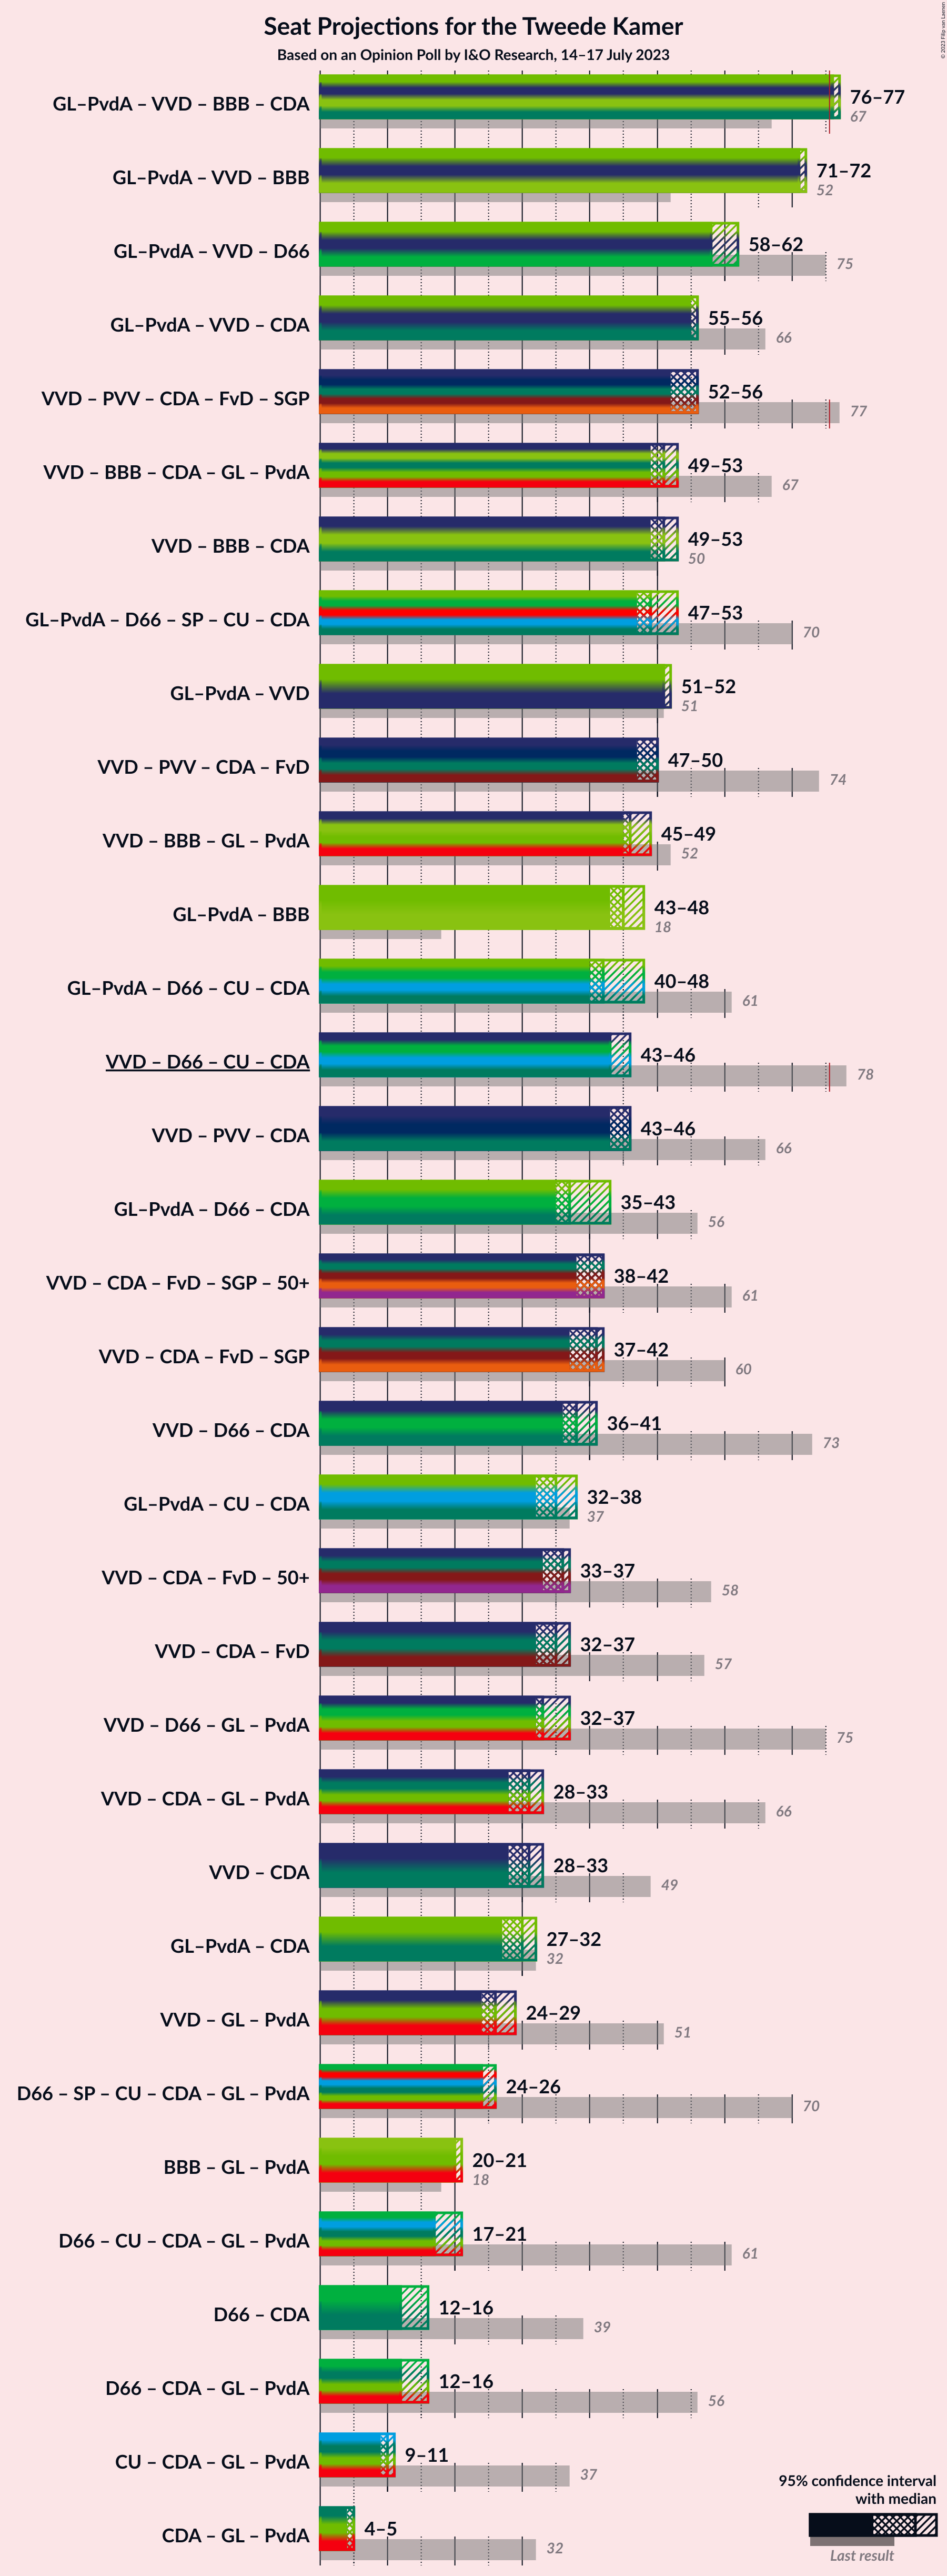 Seat Projections for the Tweede Kamer
Based on an Opinion Poll by I&O Research, 14–17 July 2023
© 2023 Filip van Laenen
GL–PvdA – VVD – BBB – CDA
76–77
67
GL–PvdA – VVD – BBB
71–72
52
GL–PvdA – VVD – D66
58–62
75
GL–PvdA – VVD – CDA
55–56
66
VVD – PVV – CDA – FvD – SGP
52–56
77
VVD – BBB – CDA – GL – PvdA
49–53
67
VVD – BBB – CDA
49–53
50
GL–PvdA – D66 – SP – CU – CDA
47–53
70
GL–PvdA – VVD
51–52
51
VVD – PVV – CDA – FvD
47–50
74
VVD – BBB – GL – PvdA
45–49
52
GL–PvdA – BBB
43–48
18
GL–PvdA – D66 – CU – CDA
40–48
61
VVD – D66 – CU – CDA
43–46
78
VVD – PVV – CDA
43–46
66
GL–PvdA – D66 – CDA
35–43
56
VVD – CDA – FvD – SGP – 50+
38–42
61
VVD – CDA – FvD – SGP
37–42
60
VVD – D66 – CDA
36–41
73
GL–PvdA – CU – CDA
32–38
37
VVD – CDA – FvD – 50+
33–37
58
VVD – CDA – FvD
32–37
57
VVD – D66 – GL – PvdA
32–37
75
VVD – CDA – GL – PvdA
28–33
66
VVD – CDA
28–33
49
GL–PvdA – CDA
27–32
32
VVD – GL – PvdA
24–29
51
D66 – SP – CU – CDA – GL – PvdA
24–26
70
BBB – GL – PvdA
20–21
18
D66 – CU – CDA – GL – PvdA
17–21
61
D66 – CDA
12–16
39
D66 – CDA – GL – PvdA
12–16
56
CU – CDA – GL – PvdA
9–11
37
CDA – GL – PvdA
4–5
32
95% confidence interval
with median
Last result